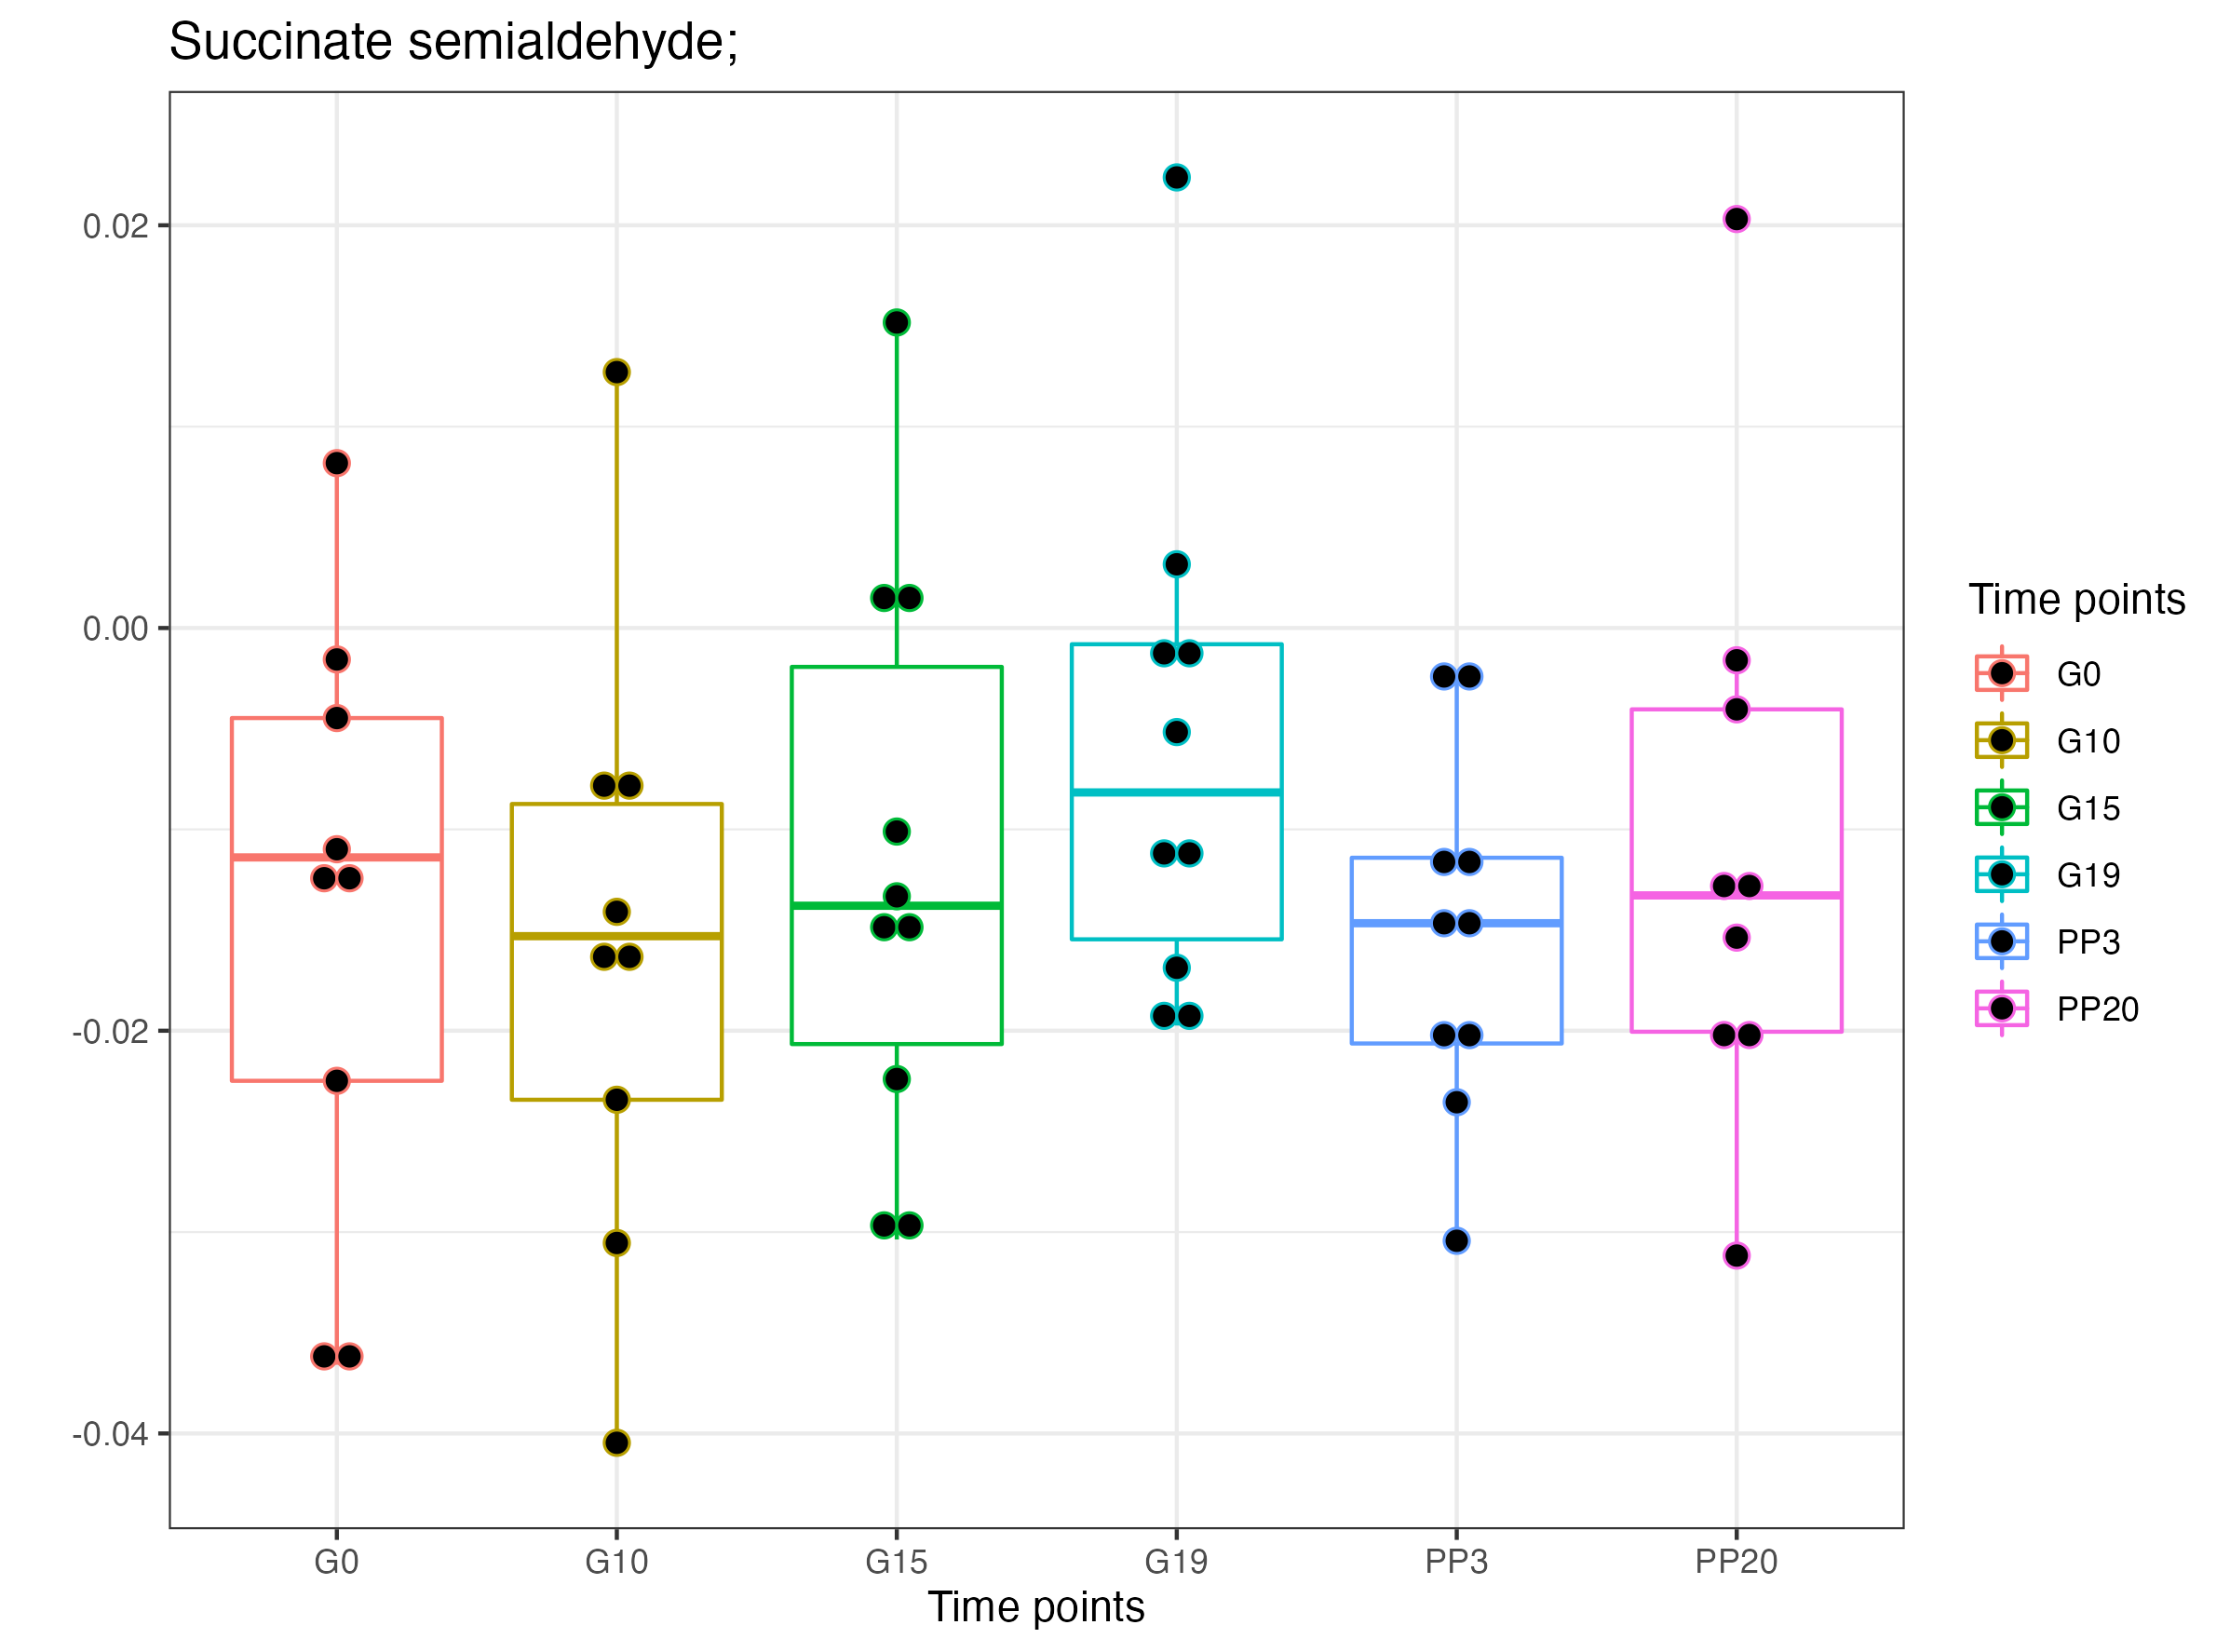 Succinate semialdehyde;
0.02
0.00
-0.02
-0.04
G0 G10 G15 G19 PP3 PP20
Time points
Time points
G0
G10
G15
G19
PP3
PP20